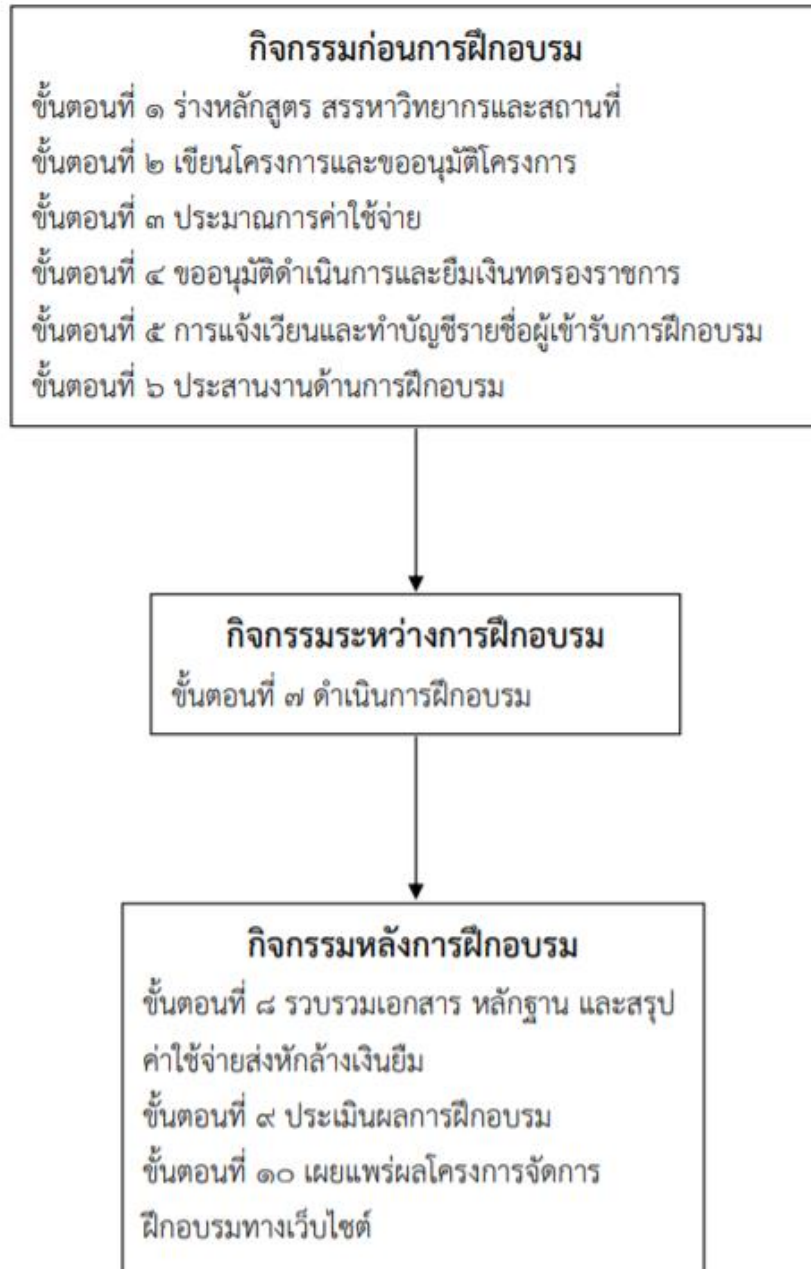 กิจกรรมก่อนการฝึกอบรม
ขั้นตอนที่ ๑ ร่างหลักสูตร สรรหาวิทยากรและสถานที่
ขั้นตอนที่ ๒ เขียนโครงการและขออนุมัติโครงการ
ขั้นตอนที่ ๓ ประมาณการค่าใช้จ่าย
ขั้นตอนที่ ๔ ขออนุมัติดำเนินการและยืมเงินทดรองราชการ
ขั้นตอนที่ ๕ การแจ้งเวียนและทำบัญชีรายชื่อผู้เข้ารับการฝึกอบรม
ขั้นตอนที่ ๖ ประสานงานด้านการฝึกอบรม
กิจกรรมระหว่างการฝึกอบรม
ขั้นตอนที่ ๗ ดำเนินการฝึกอบรม
กิจกรรมหลังการฝึกอบรม
ขั้นตอนที่ ๘ รวบรวมเอกสาร หลักฐาน และสรุป
ค่าใช้จ่ายส่งหักล้างเงินยืม
ขั้นตอนที่ ๙ ประเมินผลการฝึกอบรม
ขั้นตอนที่ ๑๐ เผยแพร่ผลโครงการจัดการ
ฝึกอบรมทางเว็บไซต์